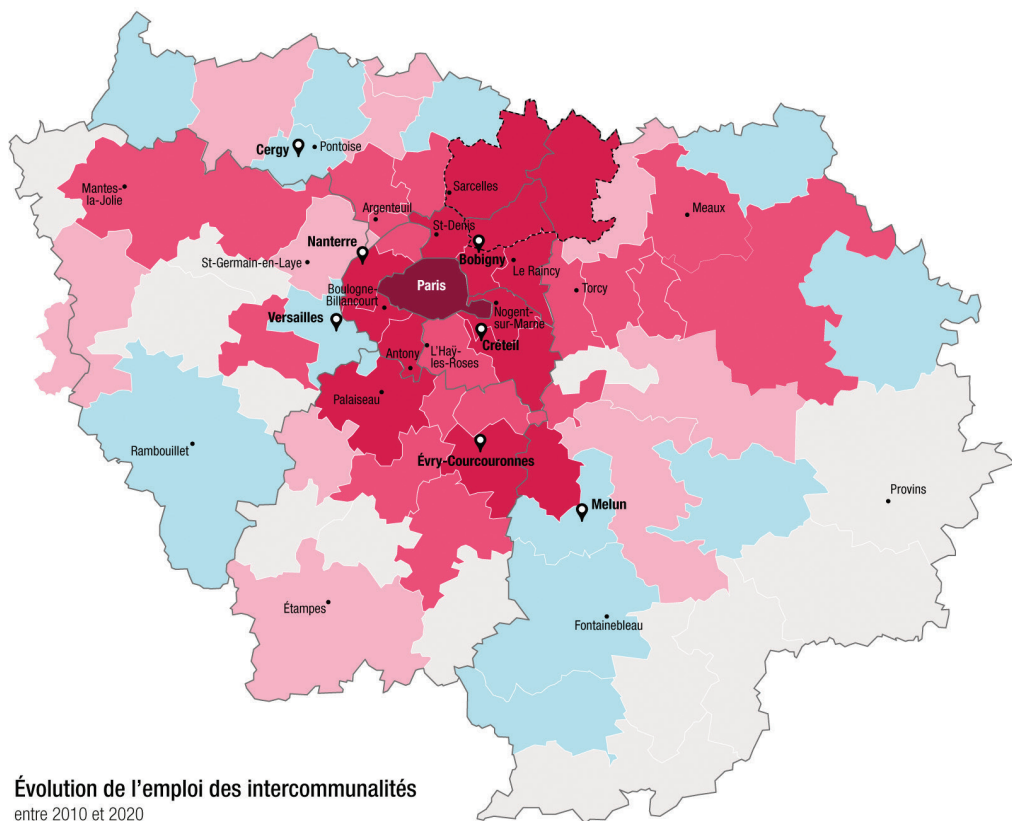 Cergy
Pontoise
Mantes-
la-Jolie
Sarcelles
Meaux
Argenteuil
St-Denis
Nanterre
Bobigny
St-Germain-en-Laye
Le Raincy
Paris
Torcy
Boulogne-
Billancourt
Nogent-
sur-Marne
Versailles
Créteil
Antony
L'Haÿ-
les-Roses
Palaiseau
Rambouillet
Évry-Courcouronnes
Provins
Melun
Étampes
Fontainebleau
Évolution de l'emploi des intercommunalités
entre 2010 et 2020